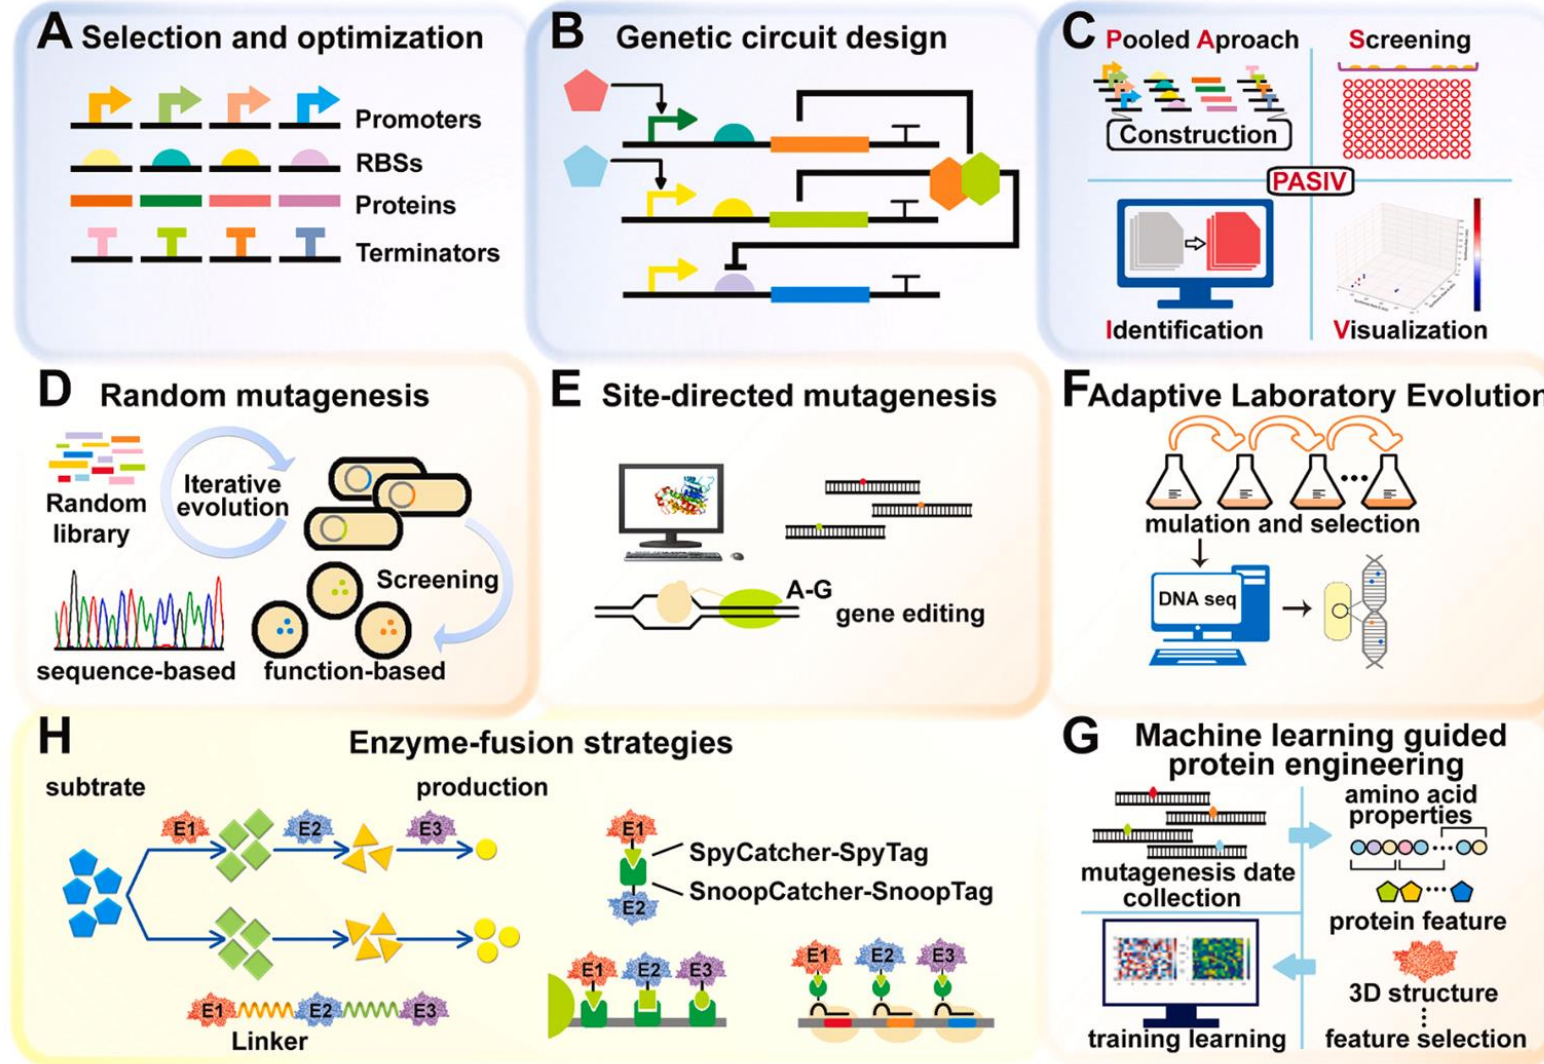 A Selection and optimization
Promoters
RBSs
Proteins
Terminators
B Genetic circuit design
C Pooled Aproach
Construction
Screening
PASIV
Identification
Visualization
D Random mutagenesis
Random
library
Iterative
evolution
Screening
sequence-based
function-based
E Site-directed mutagenesis
A-G
gene editing
F Adaptive Laboratory Evolution
mulation and selection
DNA seq
H Enzyme-fusion strategies
subtrate
production
E1
E2
E3
E1
E2
E3
Linker
E1
SpyCatcher-SpyTag
SnoopCatcher-SnoopTag
E2
E1
E2
E3
E1
E2
E3
G Machine learning guided
protein engineering
mutagenesis date
collection
amino acid
properties
protein feature
3D structure
feature selection
training learning